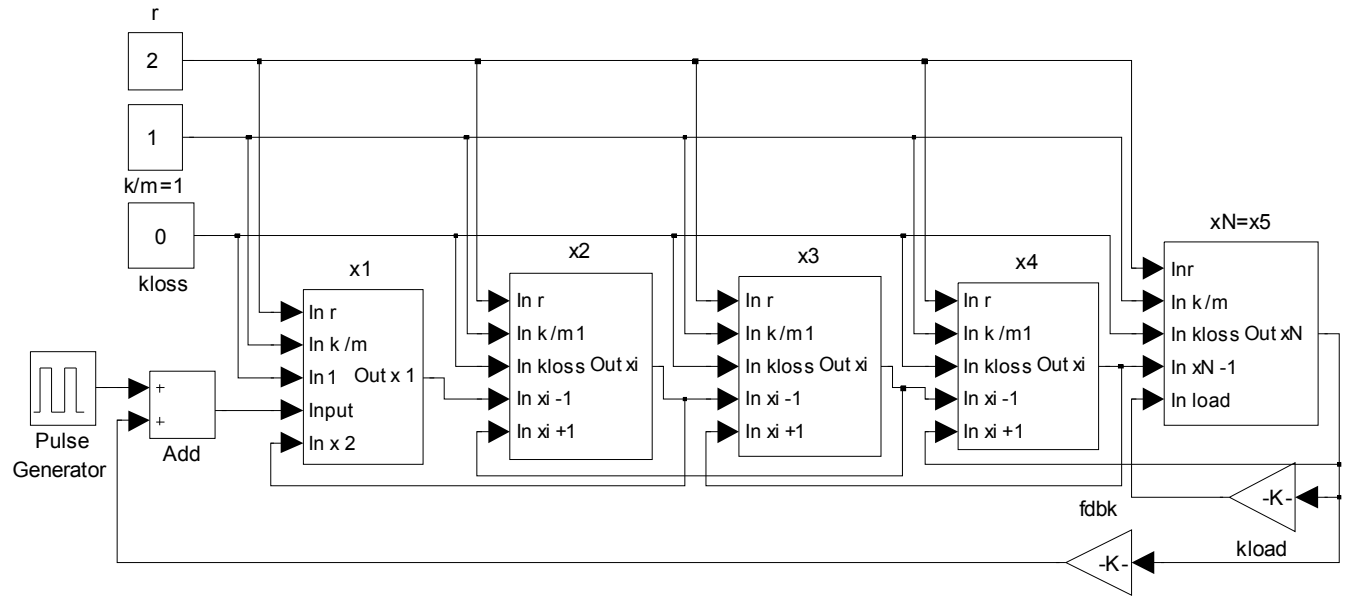 r
2
1
k/m=1
0
kloss
x1
In r
In k /m
In 1
Input
In x 2
Out x 1
x2
In r
In k /m1
In kloss
In xi -1
In xi +1
Out xi
x3
In r
In k /m1
In kloss
In xi -1
In xi +1
Out xi
x4
In r
In k /m1
In kloss
In xi -1
In xi +1
Out xi
xN=x5
Inr
In k /m
In kloss
In xN -1
In load
Out xN
Pulse
Generator
+
+
Add
fdbk
-K-
kload
-K-